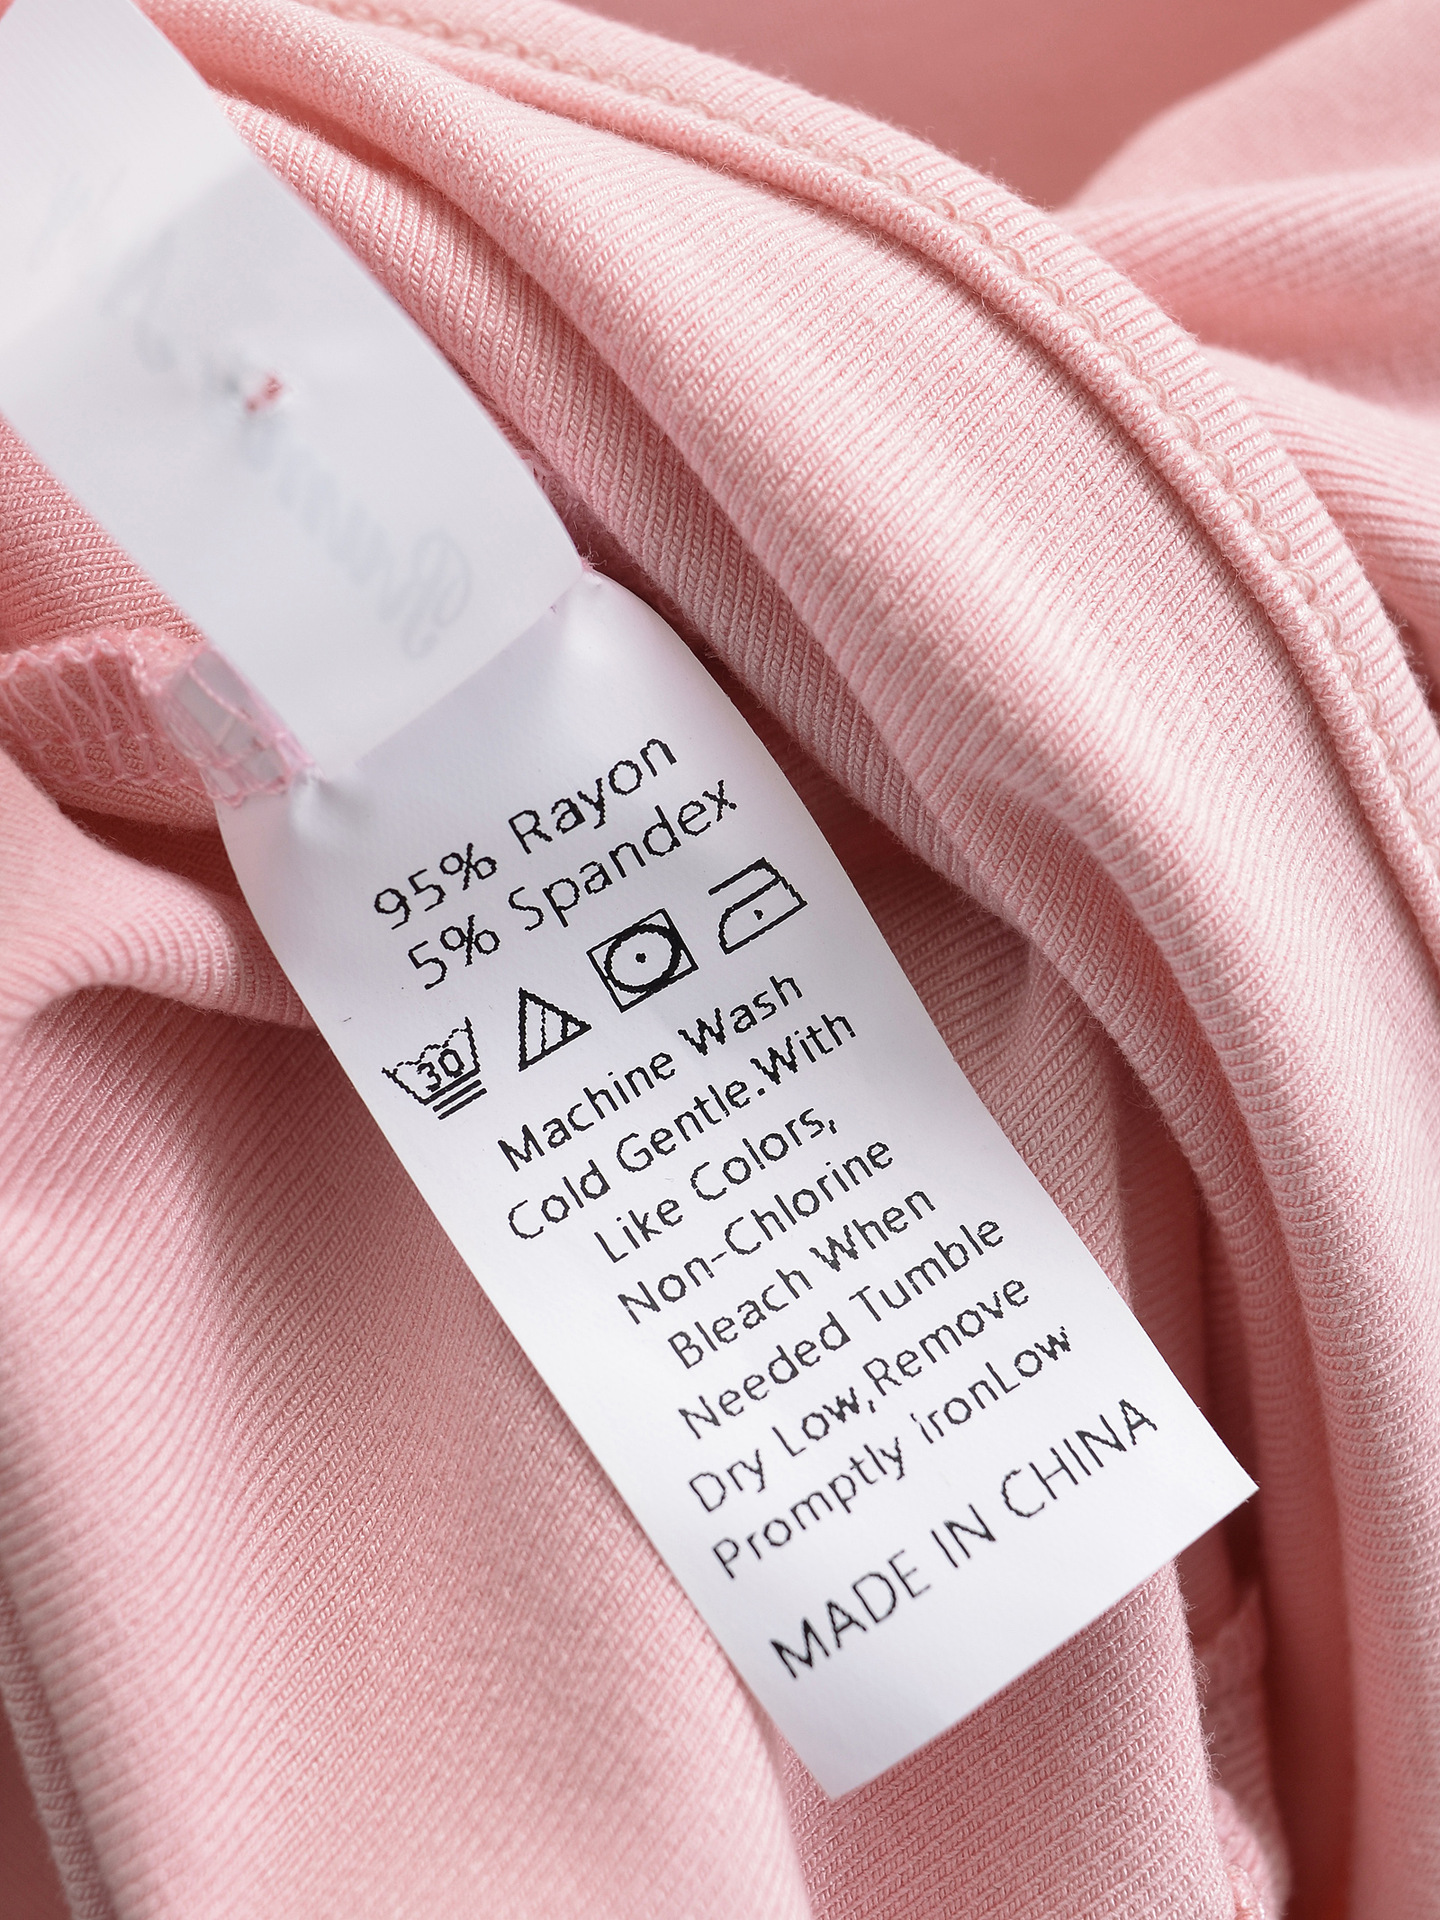 95% Rayon
5% Spandex
30
Machine Wash
Cold Gentle.With
Like Colors,
Non-Chlorine
Bleach When
Needed Tumble
Dry Low,Remove
Promptly ironLow
MADE IN CHINA